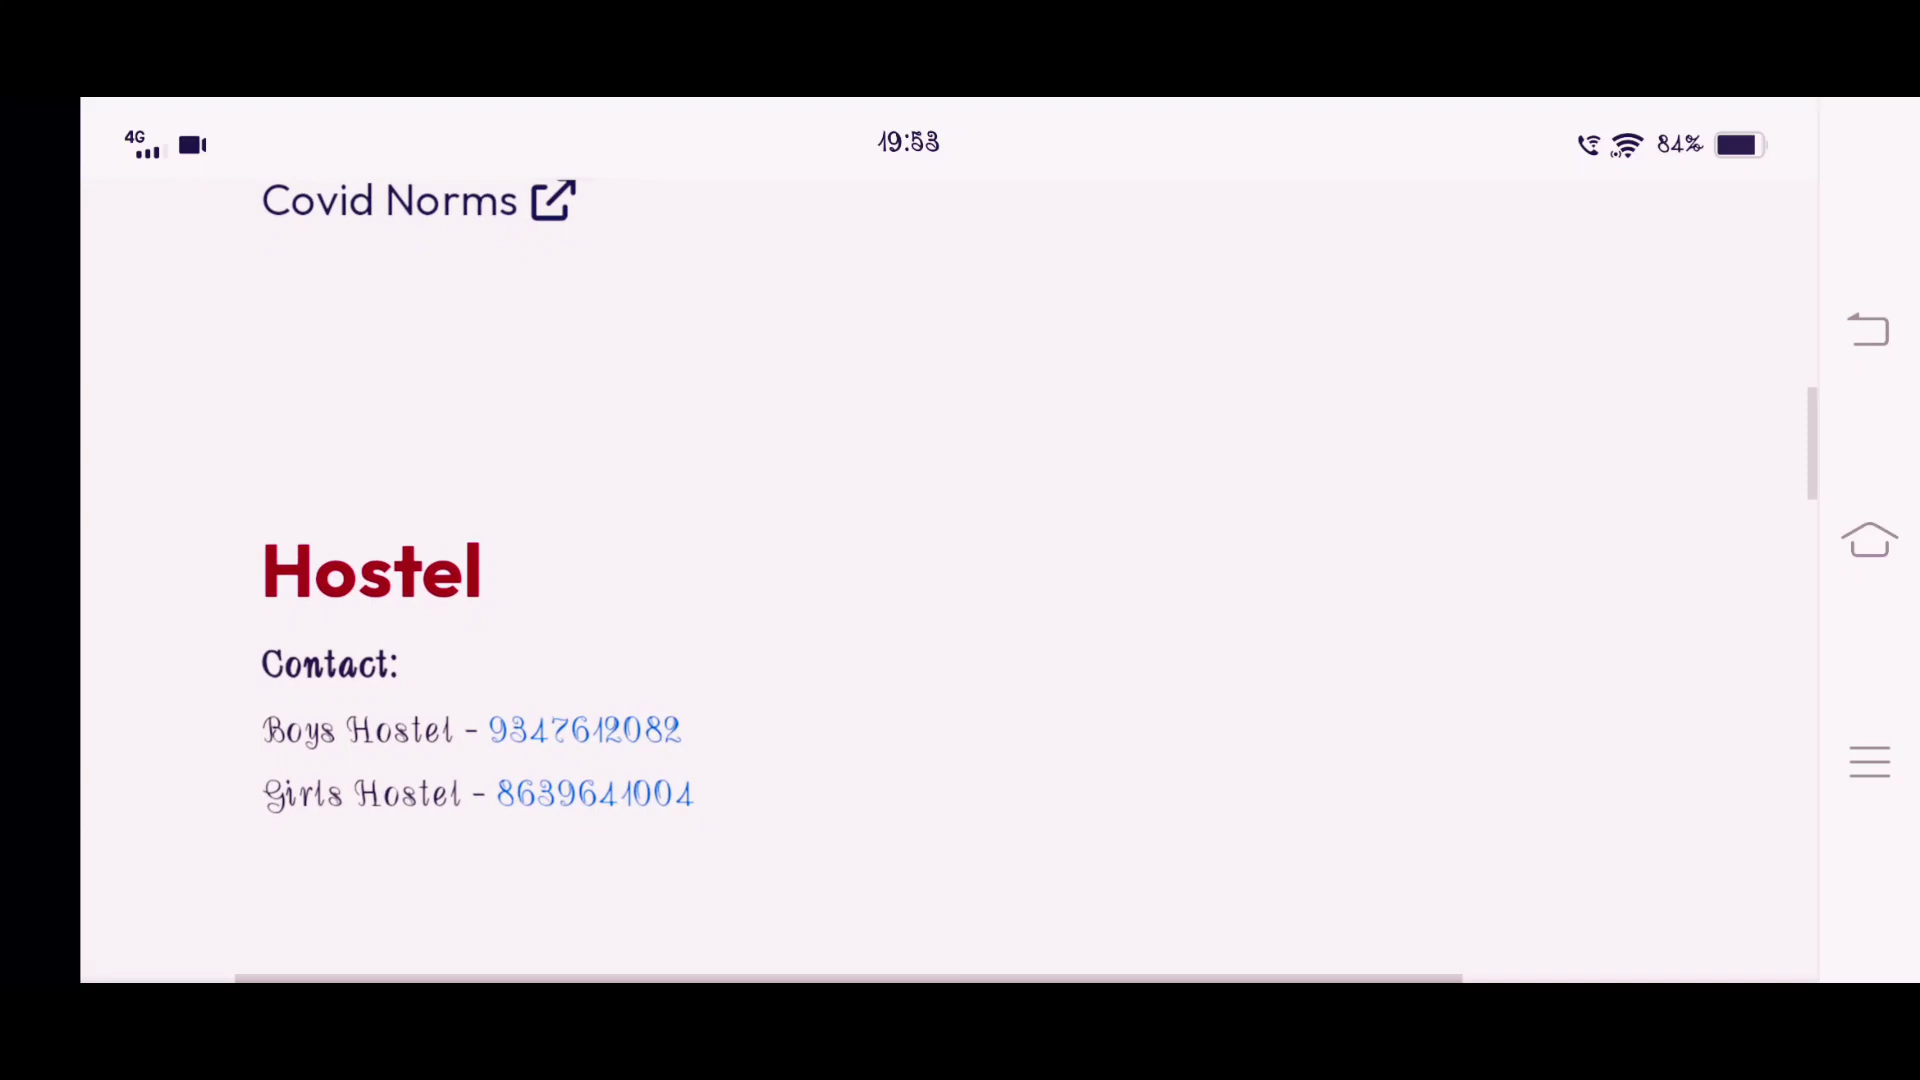 4G
19:53
84%
Covid Norms
Hostel
Contact:
Boys Hostel - 9347612082
Girls Hostel - 8639641004